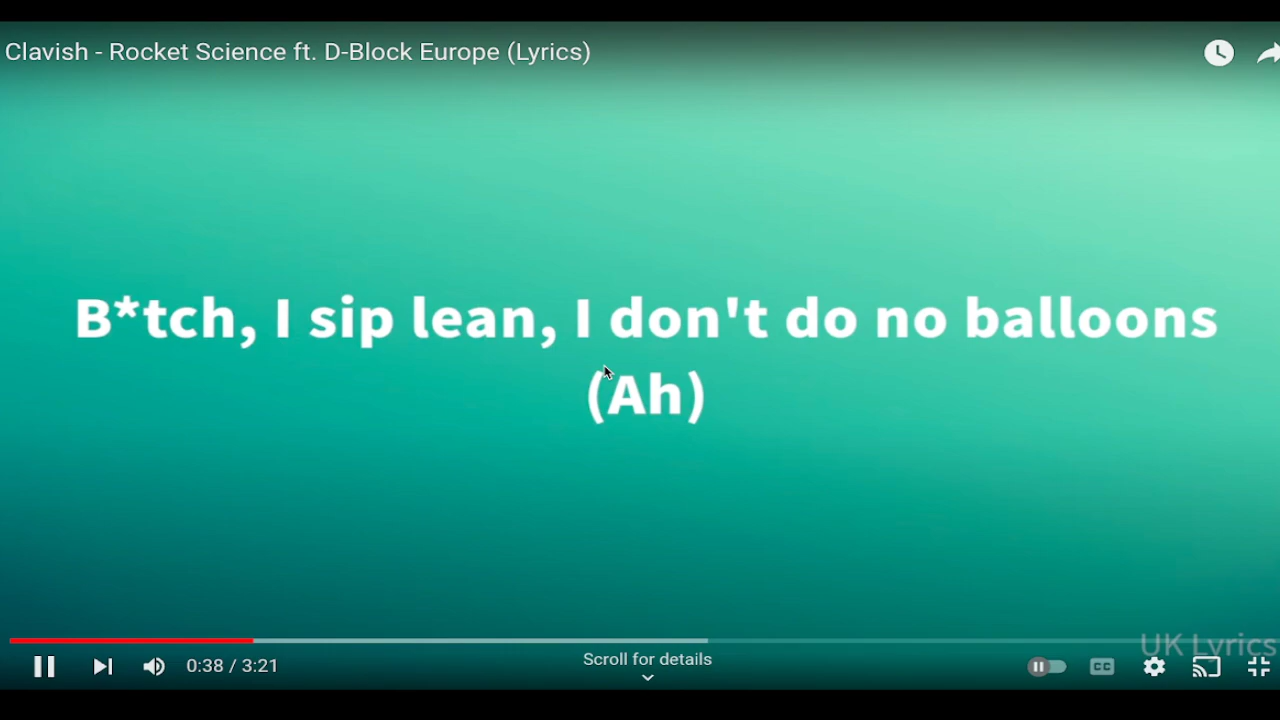 Clavish - Rocket Science ft. D-Block Europe (Lyrics)
B*tch, I sip lean, I don't do no balloons
(Ah)
UK Lyrics
0:38 / 3:21
Scroll for details
CC